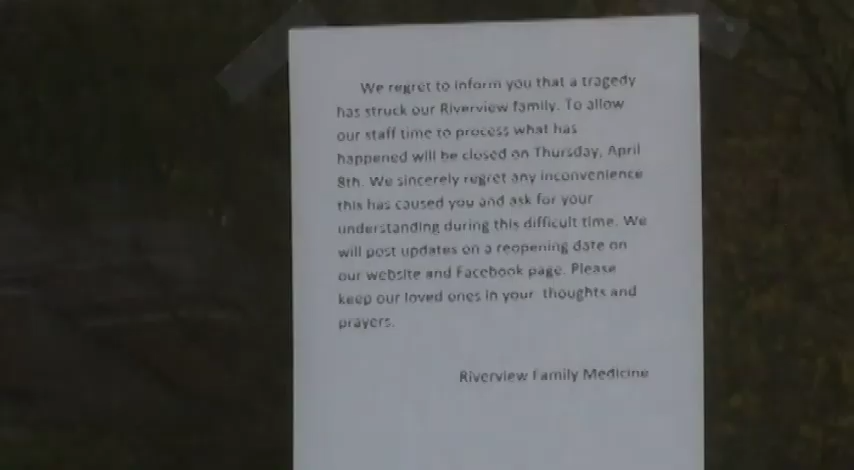 We regret to inform you that a tragedy
has struck our Riverview family. To allow
our staff time to process what has
happened will be closed on Thursday, April
8th. We sincerely regret any inconvenience
this has caused you and ask for your
understanding during this difficult time. We
will post updates on a reopening date on
our website and Facebook page. Please
keep our loved ones in your thoughts and
prayers.
Riverview Family Medicine